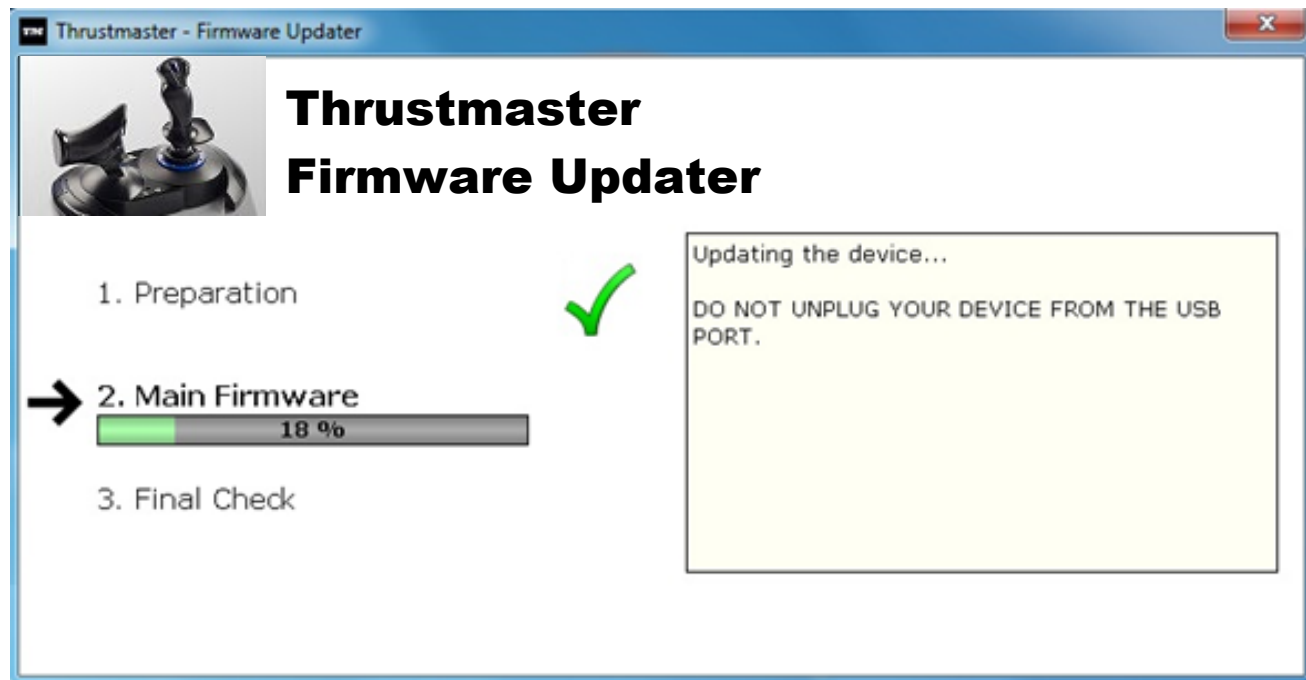 Thrustmaster - Firmware Updater
Thrustmaster
Firmware Updater
1. Preparation
2. Main Firmware
18 %
3. Final Check
Updating the device...
DO NOT UNPLUG YOUR DEVICE FROM THE USB
PORT.